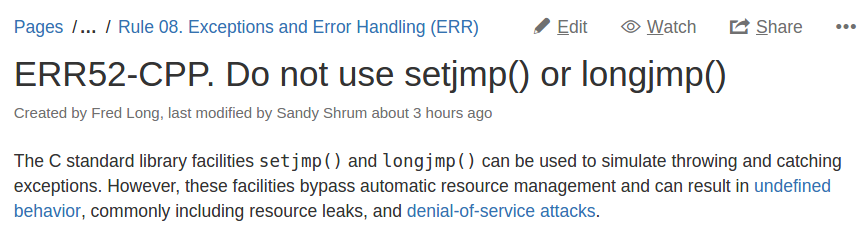 Pages /... / Rule 08. Exceptions and Error Handling (ERR) Edit Watch Share •••
ERR52-CPP. Do not use setjmp() or longjmp()
Created by Fred Long, last modified by Sandy Shrum about 3 hours ago
The C standard library facilities setjmp() and longjmp() can be used to simulate throwing and catching
exceptions. However, these facilities bypass automatic resource management and can result in undefined
behavior, commonly including resource leaks, and denial-of-service attacks.